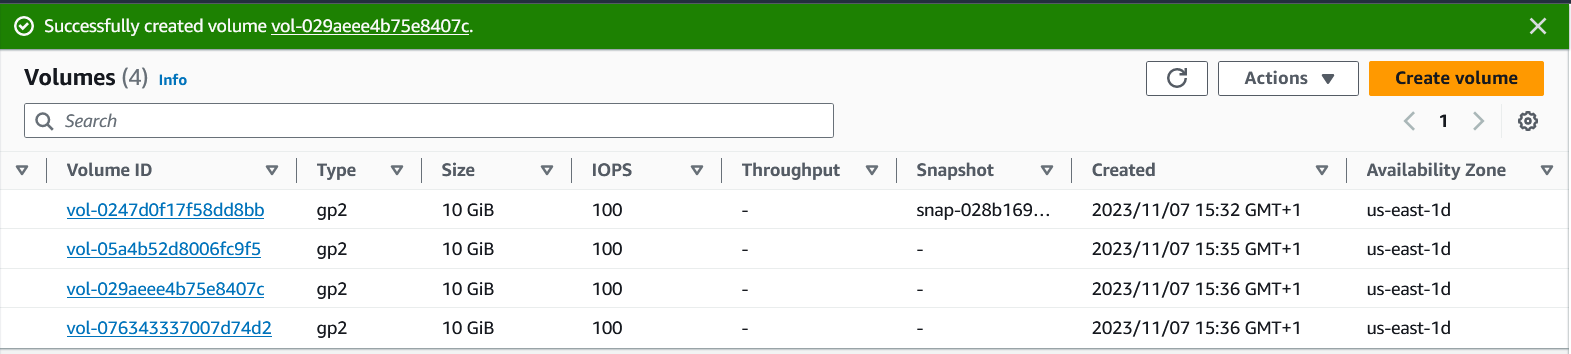 Successfully created volume vol-029aeee4b75e8407c.
Volumes (4) Info
Actions
Create volume
Search
1
Volume ID Type Size IOPS Throughput Snapshot Created Availability Zone
vol-0247d0f17f58dd8bb gp2 10 GiB 100 - snap-028b169... 2023/11/07 15:32 GMT+1 us-east-1d
vol-05a4b52d8006fc9f5 gp2 10 GiB 100 - - 2023/11/07 15:35 GMT+1 us-east-1d
vol-029aeee4b75e8407c gp2 10 GiB 100 - - 2023/11/07 15:36 GMT+1 us-east-1d
vol-076343337007d74d2 gp2 10 GiB 100 - - 2023/11/07 15:36 GMT+1 us-east-1d